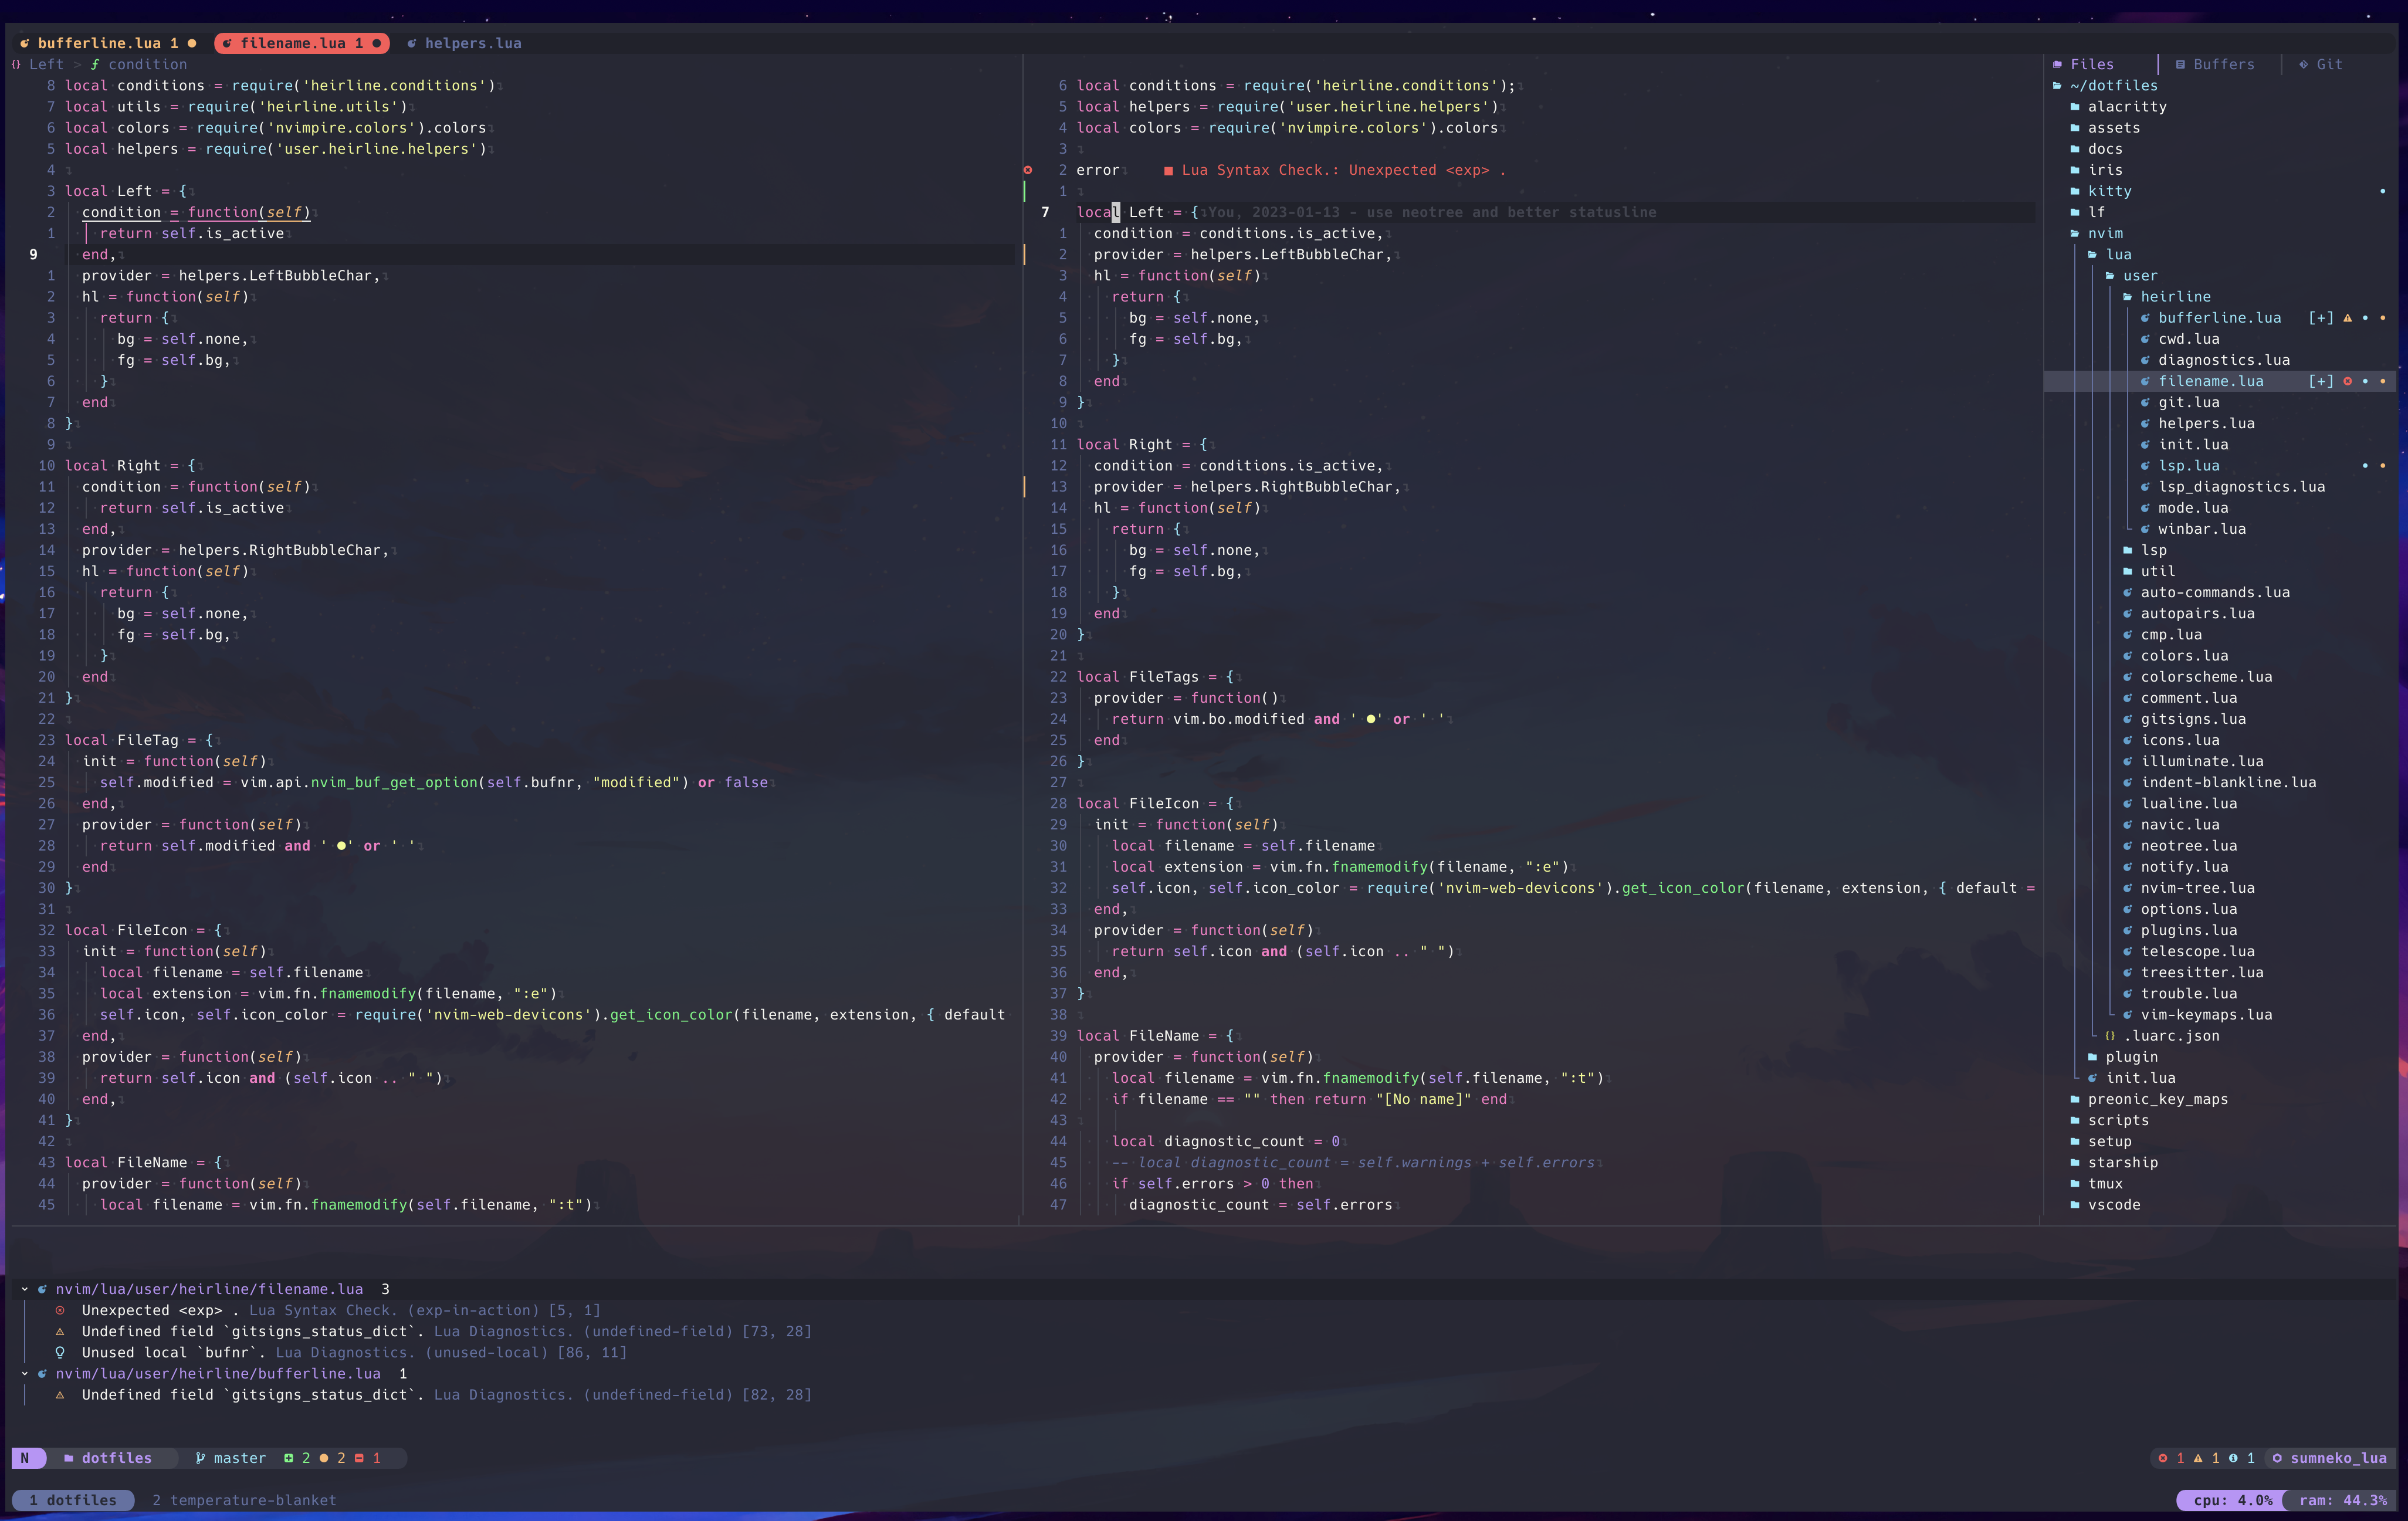 bufferline.lua 1 ● filename.lua 1 ● helpers.lua
{} Left > ƒ condition
8 local conditions = require('heirline.conditions')
7 local utils = require('heirline.utils')
6 local colors = require('nvimpire.colors').colors
5 local helpers = require('user.heirline.helpers')
4
3 local Left = {
2 condition = function(self)
1 return self.is_active
9 end,
1 provider = helpers.LeftBubbleChar,
2 hl = function(self)
3 return {
4 bg = self.none,
5 fg = self.bg,
6 }
7 end
8 }
9
10 local Right = {
11 condition = function(self)
12 return self.is_active
13 end,
14 provider = helpers.RightBubbleChar,
15 hl = function(self)
16 return {
17 bg = self.none,
18 fg = self.bg,
19 }
20 end
21 }
22
23 local FileTag = {
24 init = function(self)
25 self.modified = vim.api.nvim_buf_get_option(self.bufnr, "modified") or false
26 end,
27 provider = function(self)
28 return self.modified and ' ●' or ' '
29 end
30 }
31
32 local FileIcon = {
33 init = function(self)
34 local filename = self.filename
35 local extension = vim.fn.fnamemodify(filename, ":e")
36 self.icon, self.icon_color = require('nvim-web-devicons').get_icon_color(filename, extension, { default
37 end,
38 provider = function(self)
39 return self.icon and (self.icon .. " ")
40 end,
41 }
42
43 local FileName = {
44 provider = function(self)
45 local filename = vim.fn.fnamemodify(self.filename, ":t")
6 local conditions = require('heirline.conditions');
5 local helpers = require('user.heirline.helpers')
4 local colors = require('nvimpire.colors').colors
3
2 error ■ Lua Syntax Check.: Unexpected <exp> .
1
7 local Left = { You, 2023-01-13 - use neotree and better statusline
1 condition = conditions.is_active,
2 provider = helpers.LeftBubbleChar,
3 hl = function(self)
4 return {
5 bg = self.none,
6 fg = self.bg,
7 }
8 end
9 }
10
11 local Right = {
12 condition = conditions.is_active,
13 provider = helpers.RightBubbleChar,
14 hl = function(self)
15 return {
16 bg = self.none,
17 fg = self.bg,
18 }
19 end
20 }
21
22 local FileTags = {
23 provider = function()
24 return vim.bo.modified and ' ●' or ' '
25 end
26 }
27
28 local FileIcon = {
29 init = function(self)
30 local filename = self.filename
31 local extension = vim.fn.fnamemodify(filename, ":e")
32 self.icon, self.icon_color = require('nvim-web-devicons').get_icon_color(filename, extension, { default =
33 end,
34 provider = function(self)
35 return self.icon and (self.icon .. " ")
36 end,
37 }
38
39 local FileName = {
40 provider = function(self)
41 local filename = vim.fn.fnamemodify(self.filename, ":t")
42 if filename == "" then return "[No name]" end
43
44 local diagnostic_count = 0
45 -- local diagnostic_count = self.warnings + self.errors
46 if self.errors > 0 then
47 diagnostic_count = self.errors
Files Buffers Git
~/dotfiles
alacritty
assets
docs
iris
kitty
lf
nvim
lua
user
heirline
bufferline.lua [+]
cwd.lua
diagnostics.lua
filename.lua [+]
git.lua
helpers.lua
init.lua
lsp.lua
lsp_diagnostics.lua
mode.lua
winbar.lua
lsp
util
auto-commands.lua
autopairs.lua
cmp.lua
colors.lua
colorscheme.lua
comment.lua
gitsigns.lua
icons.lua
illuminate.lua
indent-blankline.lua
lualine.lua
navic.lua
neotree.lua
notify.lua
nvim-tree.lua
options.lua
plugins.lua
telescope.lua
treesitter.lua
trouble.lua
vim-keymaps.lua
{} .luarc.json
plugin
init.lua
preonic_key_maps
scripts
setup
starship
tmux
vscode
nvim/lua/user/heirline/filename.lua 3
Unexpected <exp> . Lua Syntax Check. (exp-in-action) [5, 1]
Undefined field `gitsigns_status_dict`. Lua Diagnostics. (undefined-field) [73, 28]
Unused local `bufnr`. Lua Diagnostics. (unused-local) [86, 11]
nvim/lua/user/heirline/bufferline.lua 1
Undefined field `gitsigns_status_dict`. Lua Diagnostics. (undefined-field) [82, 28]
N dotfiles master 2 2 1 1 1 1 sumneko_lua
1 dotfiles 2 temperature-blanket cpu: 4.0% ram: 44.3%